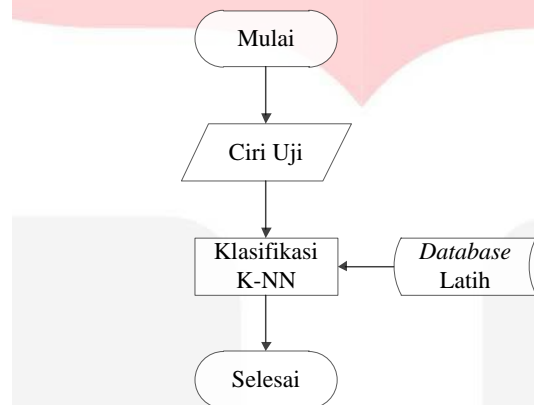 Mulai
Ciri Uji
Klasifikasi
K-NN
Database
Latih
Selesai